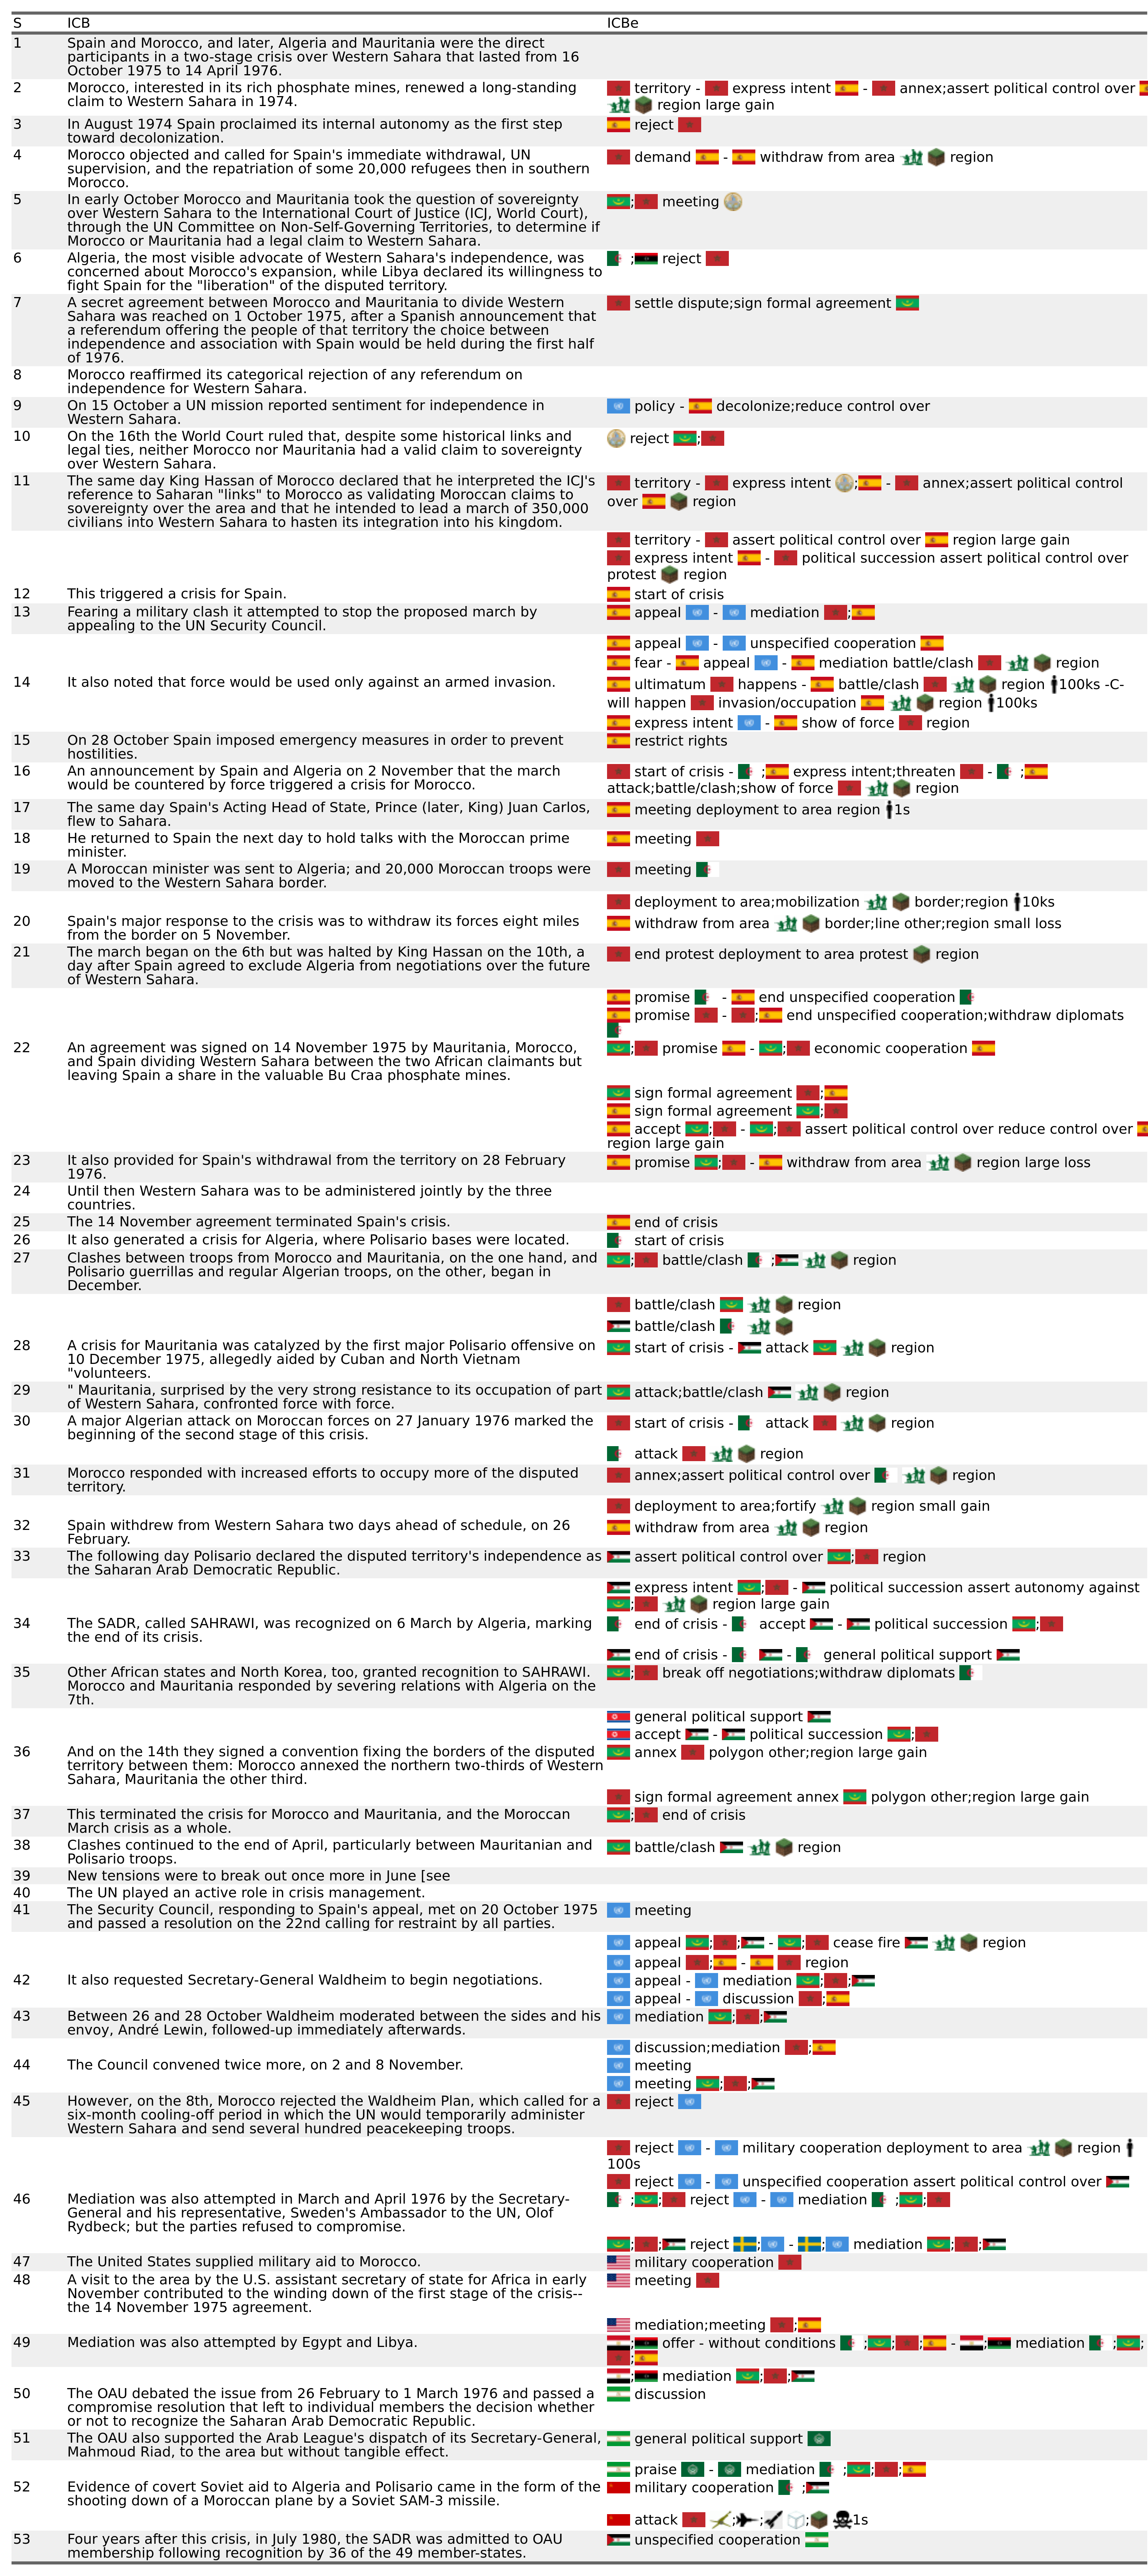 S ICB ICBe
1 Spain and Morocco, and later, Algeria and Mauritania were the direct
participants in a two-stage crisis over Western Sahara that lasted from 16
October 1975 to 14 April 1976.
2 Morocco, interested in its rich phosphate mines, renewed a long-standing
claim to Western Sahara in 1974.
territory - express intent - annex;assert political control over
region large gain
3 In August 1974 Spain proclaimed its internal autonomy as the first step
toward decolonization.
reject
4 Morocco objected and called for Spain's immediate withdrawal, UN
supervision, and the repatriation of some 20,000 refugees then in southern
Morocco.
demand - withdraw from area region
5 In early October Morocco and Mauritania took the question of sovereignty
over Western Sahara to the International Court of Justice (ICJ, World Court),
through the UN Committee on Non-Self-Governing Territories, to determine if
Morocco or Mauritania had a legal claim to Western Sahara.
; meeting
6 Algeria, the most visible advocate of Western Sahara's independence, was
concerned about Morocco's expansion, while Libya declared its willingness to
fight Spain for the "liberation" of the disputed territory.
; reject
7 A secret agreement between Morocco and Mauritania to divide Western
Sahara was reached on 1 October 1975, after a Spanish announcement that
a referendum offering the people of that territory the choice between
independence and association with Spain would be held during the first half
of 1976.
settle dispute;sign formal agreement
8 Morocco reaffirmed its categorical rejection of any referendum on
independence for Western Sahara.
9 On 15 October a UN mission reported sentiment for independence in
Western Sahara.
policy - decolonize;reduce control over
10 On the 16th the World Court ruled that, despite some historical links and
legal ties, neither Morocco nor Mauritania had a valid claim to sovereignty
over Western Sahara.
reject ;
11 The same day King Hassan of Morocco declared that he interpreted the ICJ's
reference to Saharan "links" to Morocco as validating Moroccan claims to
sovereignty over the area and that he intended to lead a march of 350,000
civilians into Western Sahara to hasten its integration into his kingdom.
territory - express intent ; - annex;assert political control
over region
territory - assert political control over region large gain
express intent - political succession assert political control over
protest region
12 This triggered a crisis for Spain.
start of crisis
13 Fearing a military clash it attempted to stop the proposed march by
appealing to the UN Security Council.
appeal - mediation ;
appeal - unspecified cooperation
fear - appeal - mediation battle/clash region
14 It also noted that force would be used only against an armed invasion.
ultimatum happens - battle/clash region 100ks -C-
will happen invasion/occupation region 100ks
express intent - show of force region
15 On 28 October Spain imposed emergency measures in order to prevent
hostilities.
restrict rights
16 An announcement by Spain and Algeria on 2 November that the march
would be countered by force triggered a crisis for Morocco.
start of crisis - ; express intent;threaten - ;
attack;battle/clash;show of force region
17 The same day Spain's Acting Head of State, Prince (later, King) Juan Carlos,
flew to Sahara.
meeting deployment to area region 1s
18 He returned to Spain the next day to hold talks with the Moroccan prime
minister.
meeting
19 A Moroccan minister was sent to Algeria; and 20,000 Moroccan troops were
moved to the Western Sahara border.
meeting
deployment to area;mobilization border;region 10ks
20 Spain's major response to the crisis was to withdraw its forces eight miles
from the border on 5 November.
withdraw from area border;line other;region small loss
21 The march began on the 6th but was halted by King Hassan on the 10th, a
day after Spain agreed to exclude Algeria from negotiations over the future
of Western Sahara.
end protest deployment to area protest region
promise - end unspecified cooperation
promise - ; end unspecified cooperation;withdraw diplomats
22 An agreement was signed on 14 November 1975 by Mauritania, Morocco,
and Spain dividing Western Sahara between the two African claimants but
leaving Spain a share in the valuable Bu Craa phosphate mines.
; promise - ; economic cooperation
sign formal agreement ;
sign formal agreement ;
accept ; - ; assert political control over reduce control over
region large gain
23 It also provided for Spain's withdrawal from the territory on 28 February
1976.
promise ; - withdraw from area region large loss
24 Until then Western Sahara was to be administered jointly by the three
countries.
25 The 14 November agreement terminated Spain's crisis.
end of crisis
26 It also generated a crisis for Algeria, where Polisario bases were located.
start of crisis
27 Clashes between troops from Morocco and Mauritania, on the one hand, and
Polisario guerrillas and regular Algerian troops, on the other, began in
December.
; battle/clash ; region
battle/clash region
battle/clash
28 A crisis for Mauritania was catalyzed by the first major Polisario offensive on
10 December 1975, allegedly aided by Cuban and North Vietnam
"volunteers.
start of crisis - attack region
29 " Mauritania, surprised by the very strong resistance to its occupation of part
of Western Sahara, confronted force with force.
attack;battle/clash region
30 A major Algerian attack on Moroccan forces on 27 January 1976 marked the
beginning of the second stage of this crisis.
start of crisis - attack region
attack region
31 Morocco responded with increased efforts to occupy more of the disputed
territory.
annex;assert political control over region
deployment to area;fortify region small gain
32 Spain withdrew from Western Sahara two days ahead of schedule, on 26
February.
withdraw from area region
33 The following day Polisario declared the disputed territory's independence as
the Saharan Arab Democratic Republic.
assert political control over ; region
express intent ; - political succession assert autonomy against
; region large gain
34 The SADR, called SAHRAWI, was recognized on 6 March by Algeria, marking
the end of its crisis.
end of crisis - accept - political succession ;
end of crisis - - general political support
35 Other African states and North Korea, too, granted recognition to SAHRAWI.
Morocco and Mauritania responded by severing relations with Algeria on the
7th.
; break off negotiations;withdraw diplomats
general political support
accept - political succession ;
36 And on the 14th they signed a convention fixing the borders of the disputed
territory between them: Morocco annexed the northern two-thirds of Western
Sahara, Mauritania the other third.
annex polygon other;region large gain
sign formal agreement annex polygon other;region large gain
37 This terminated the crisis for Morocco and Mauritania, and the Moroccan
March crisis as a whole.
; end of crisis
38 Clashes continued to the end of April, particularly between Mauritanian and
Polisario troops.
battle/clash region
39 New tensions were to break out once more in June [see
40 The UN played an active role in crisis management.
41 The Security Council, responding to Spain's appeal, met on 20 October 1975
and passed a resolution on the 22nd calling for restraint by all parties.
meeting
appeal ; ; - ; cease fire region
appeal ; - region
42 It also requested Secretary-General Waldheim to begin negotiations.
appeal - mediation ; ;
appeal - discussion ;
43 Between 26 and 28 October Waldheim moderated between the sides and his
envoy, André Lewin, followed-up immediately afterwards.
mediation ; ;
discussion;mediation ;
44 The Council convened twice more, on 2 and 8 November.
meeting
meeting ; ;
45 However, on the 8th, Morocco rejected the Waldheim Plan, which called for a
six-month cooling-off period in which the UN would temporarily administer
Western Sahara and send several hundred peacekeeping troops.
reject
reject - military cooperation deployment to area region
100s
reject - unspecified cooperation assert political control over
46 Mediation was also attempted in March and April 1976 by the Secretary-
General and his representative, Sweden's Ambassador to the UN, Olof
Rydbeck; but the parties refused to compromise.
; ; reject - mediation ; ;
; ; reject ; - ; mediation ; ;
47 The United States supplied military aid to Morocco.
military cooperation
48 A visit to the area by the U.S. assistant secretary of state for Africa in early
November contributed to the winding down of the first stage of the crisis--
the 14 November 1975 agreement.
meeting
mediation;meeting ;
49 Mediation was also attempted by Egypt and Libya.
; offer - without conditions ; ; ; - ; mediation ; ;
;
; mediation ; ;
50 The OAU debated the issue from 26 February to 1 March 1976 and passed a
compromise resolution that left to individual members the decision whether
or not to recognize the Saharan Arab Democratic Republic.
discussion
51 The OAU also supported the Arab League's dispatch of its Secretary-General,
Mahmoud Riad, to the area but without tangible effect.
general political support
praise - mediation ; ; ;
52 Evidence of covert Soviet aid to Algeria and Polisario came in the form of the
shooting down of a Moroccan plane by a Soviet SAM-3 missile.
military cooperation ;
attack ; ; ; ; 1s
53 Four years after this crisis, in July 1980, the SADR was admitted to OAU
membership following recognition by 36 of the 49 member-states.
unspecified cooperation